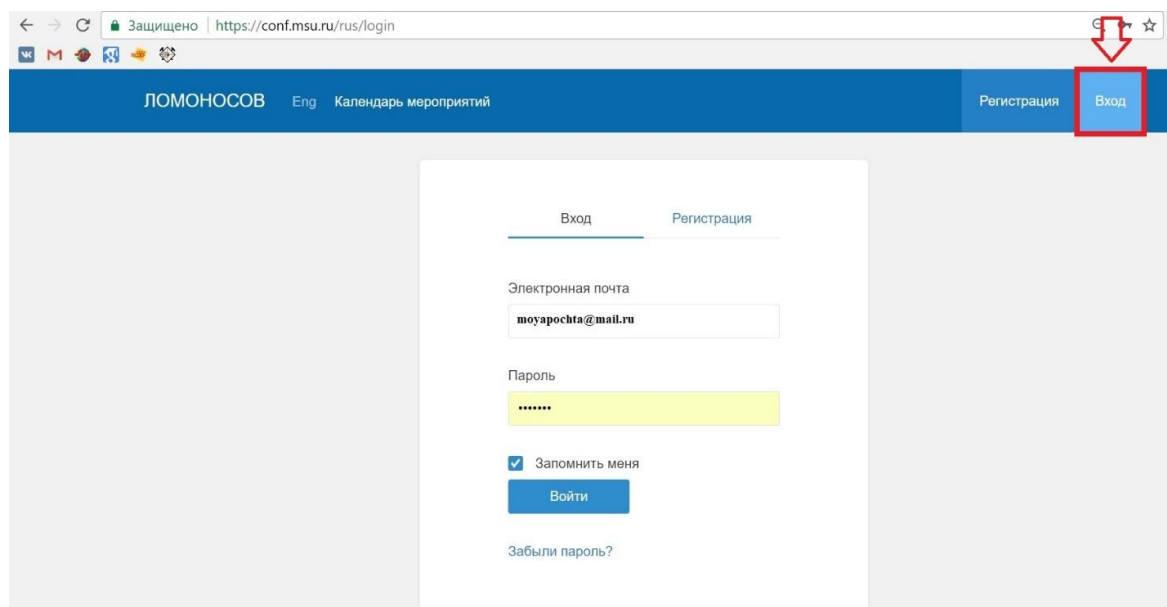 Защищено | https://conf.msu.ru/rus/login
ЛОМОНОСОВ Eng Календарь мероприятий Регистрация Вход
Вход Регистрация
Электронная почта
moyapochta@mail.ru
Пароль
•••••••
Запомнить меня
Войти
Забыли пароль?